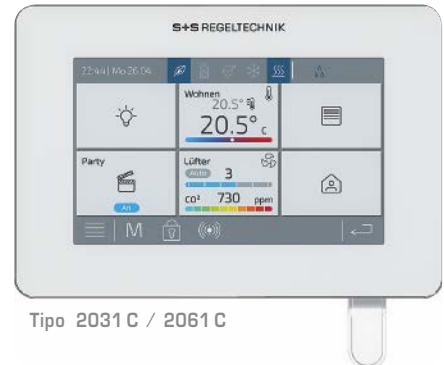 S+S REGELTECHNIK
22:44 | Mo 26.04.
Wohnen
20.5°
20.5° C
Party
An
Lüfter
Auto 3
co² 730 ppm
M
Tipo 2031 C / 2061 C